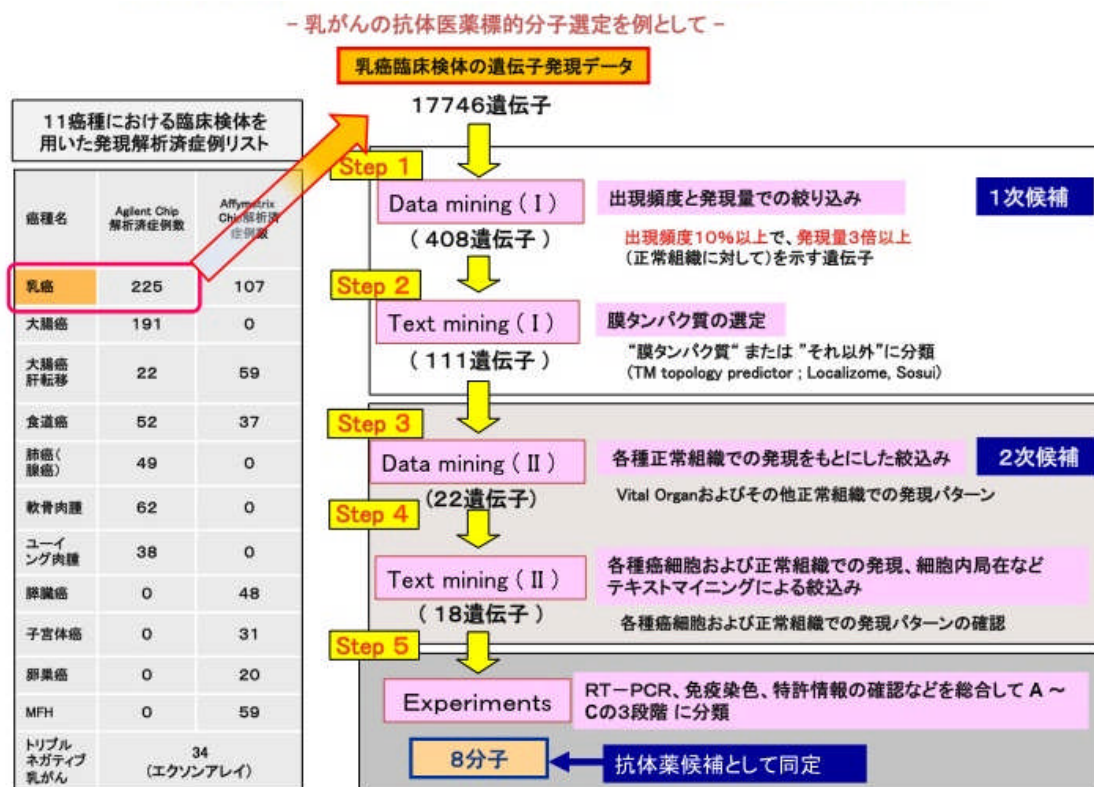 - 乳がんの抗体医薬標的分子選定を例として -
乳癌臨床検体の遺伝子発現データ
17746遺伝子
11癌種における臨床検体を
用いた発現解析済症例リスト
癌種名
Agilent Chip
解析済症例数
Affymetrix
Chip解析済
症例数
乳癌 225 107
大腸癌 191 0
大腸癌
肝転移 22 59
食道癌 52 37
肺癌(
腺癌) 49 0
軟骨肉腫 62 0
ユーイ
ング肉腫 38 0
膵臓癌 0 48
子宮体癌 0 31
卵巣癌 0 20
MFH 0 59
トリプル
ネガティブ
乳がん
34
(エクソンアレイ)
Step 1
Data mining ( I )
( 408遺伝子 )
出現頻度と発現量での絞り込み
1次候補
出現頻度10%以上で、発現量3倍以上
(正常組織に対して)を示す遺伝子
Step 2
Text mining ( I )
( 111遺伝子 )
膜タンパク質の選定
“膜タンパク質“ または ”それ以外”に分類
(TM topology predictor ; Localizome, Sosui)
Step 3
Data mining ( II )
(22遺伝子)
各種正常組織での発現をもとにした絞込み
2次候補
Vital Organおよびその他正常組織での発現パターン
Step 4
Text mining ( II )
( 18遺伝子 )
各種癌細胞および正常組織での発現、細胞内局在など
テキストマイニングによる絞込み
各種癌細胞および正常組織での発現パターンの確認
Step 5
Experiments
RT－PCR、免疫染色、特許情報の確認などを総合して A ～
Cの3段階 に分類
8分子
抗体薬候補として同定